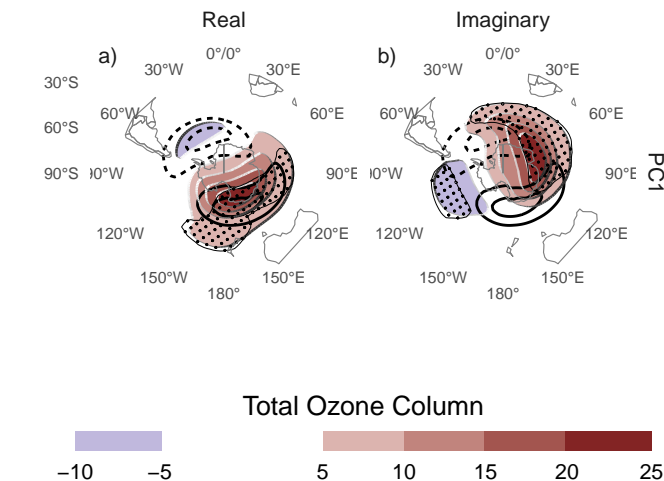 Real
Imaginary
a)
b)
0°/0°
0°/0°
30°W
30°E
30°W
30°E
30°S
60°W
60°E
60°W
60°E
60°S
90°S
90°E
90°E
120°W
120°E
120°W
120°E
150°W
150°E
150°W
150°E
180°
180°
PC1
Total Ozone Column
−10 −5 5 10 15 20 25